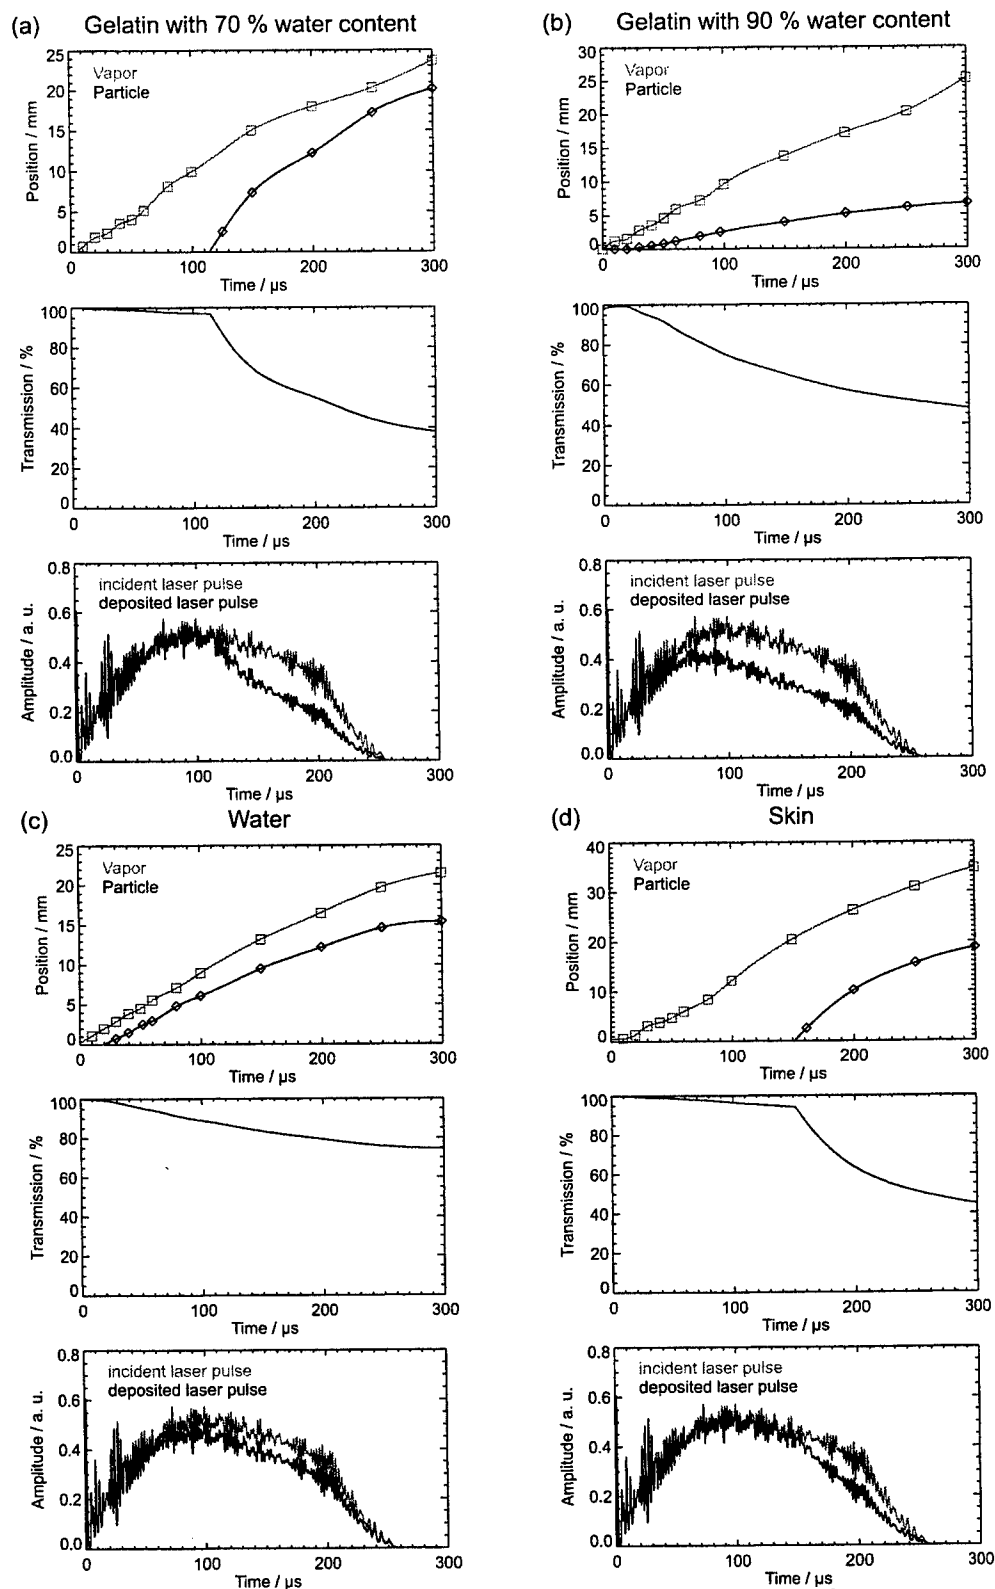 (a) Gelatin with 70 % water content
25
20
15
10
5
0
Position / mm
Vapor
Particle
0 100 200 300
Time / µs
100
80
60
40
20
0
Transmission / %
0 100 200 300
Time / µs
0.8
0.6
0.4
0.2
0.0
Amplitude / a. u.
incident laser pulse
deposited laser pulse
0 100 200 300
Time / µs
(b) Gelatin with 90 % water content
30
25
20
15
10
5
0
Position / mm
Vapor
Particle
0 100 200 300
Time / µs
100
80
60
40
20
0
Transmission / %
0 100 200 300
Time / µs
0.8
0.6
0.4
0.2
0.0
Amplitude / a. u.
incident laser pulse
deposited laser pulse
0 100 200 300
Time / µs
(c) Water
25
20
15
10
5
0
Position / mm
Vapor
Particle
0 100 200 300
Time / µs
100
80
60
40
20
0
Transmission / %
0 100 200 300
Time / µs
0.8
0.6
0.4
0.2
0.0
Amplitude / a. u.
incident laser pulse
deposited laser pulse
0 100 200 300
Time / µs
(d) Skin
40
30
20
10
0
Position / mm
Vapor
Particle
0 100 200 300
Time / µs
100
80
60
40
20
0
Transmission / %
0 100 200 300
Time / µs
0.8
0.6
0.4
0.2
0.0
Amplitude / a. u.
incident laser pulse
deposited laser pulse
0 100 200 300
Time / µs